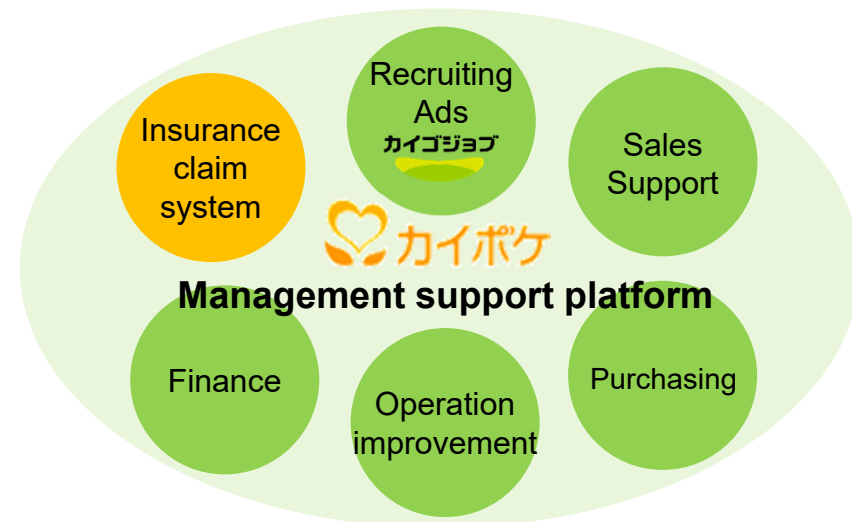 Insurance
claim
system
Recruiting
Ads
カイゴジョブ
Sales
Support
カイポケ
Management support platform
Finance
Operation
improvement
Purchasing